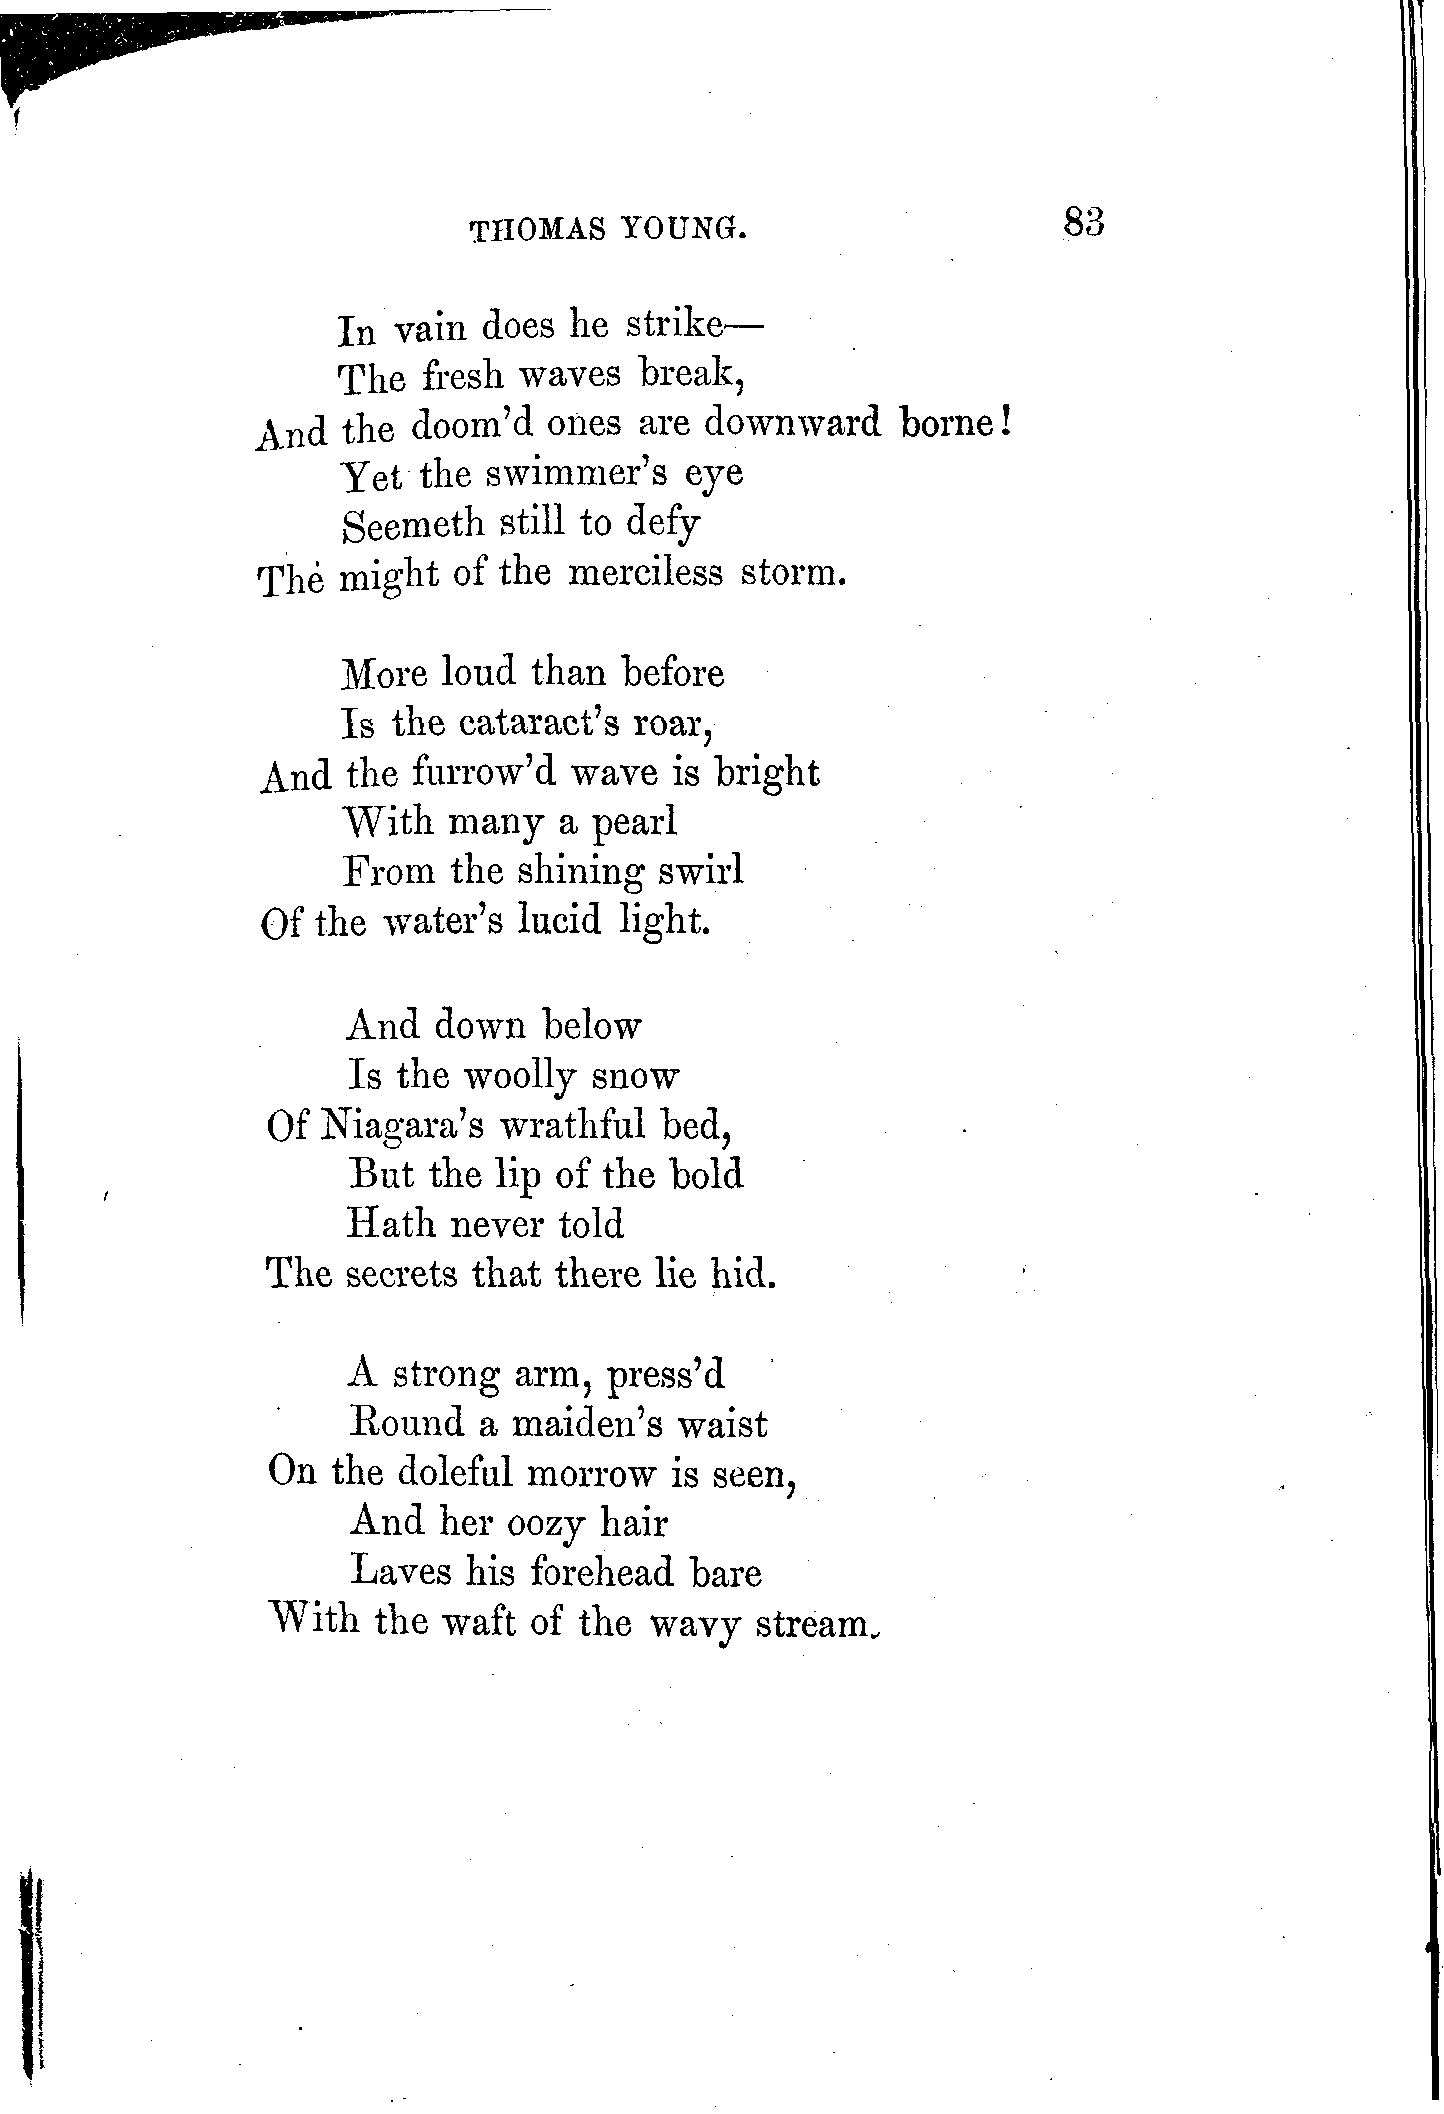 THOMAS YOUNG. 83
In vain does he strike—
The fresh waves break,
And the doom'd ones are downward borne!
Yet the swimmer's eye
Seemeth still to defy
The might of the merciless storm.
More loud than before
Is the cataract's roar,
And the furrow'd wave is bright
With many a pearl
From the shining swirl
Of the water's lucid light.
And down below
Is the woolly snow
Of Niagara's wrathful bed,
But the lip of the bold
Hath never told
The secrets that there lie hid.
A strong arm, press'd
Round a maiden's waist
On the doleful morrow is seen,
And her oozy hair
Laves his forehead bare
With the waft of the wavy stream.